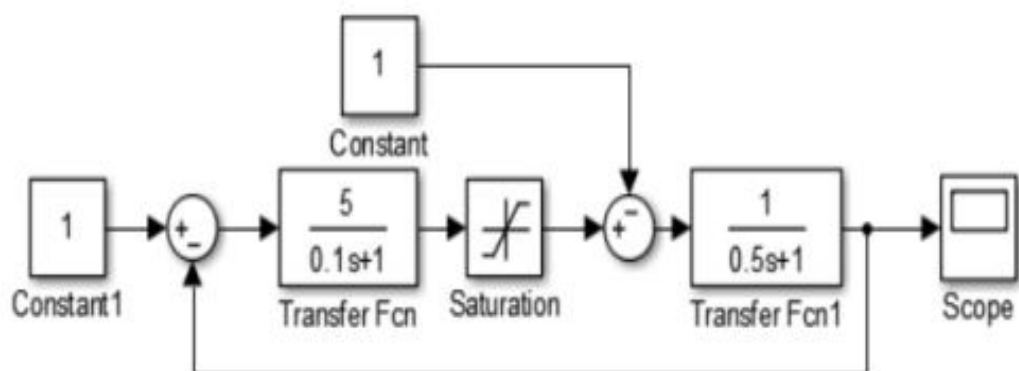 1
Constant
1
+
−
Constant1
5
0.1s+1
Transfer Fcn
Saturation
−
+
1
0.5s+1
Transfer Fcn1
Scope